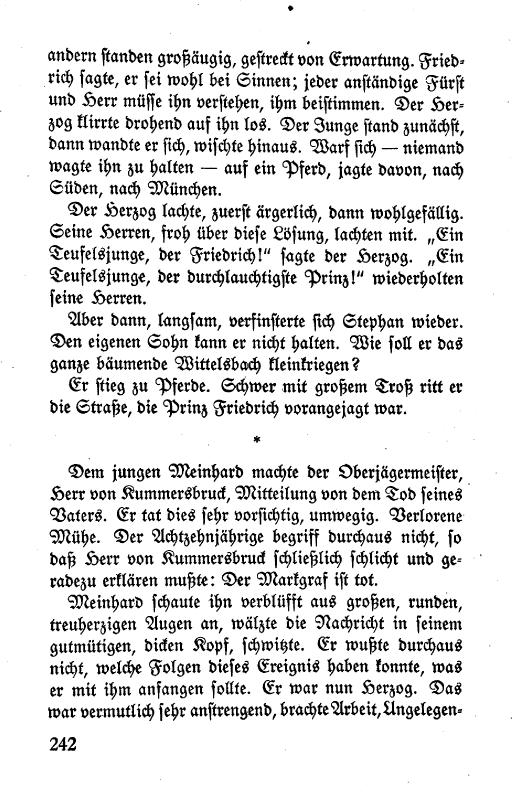 andern standen großäugig, gestreckt von Erwartung. Fried-
rich sagte, er sei wohl bei Sinnen; jeder anständige Fürst
und Herr müsse ihn verstehen, ihm beistimmen. Der Her-
zog klirrte drohend auf ihn los. Der Junge stand zunächst,
dann wandte er sich, wischte hinaus. Warf sich — niemand
wagte ihn zu halten — auf ein Pferd, jagte davon, nach
Süden, nach München.
Der Herzog lachte, zuerst ärgerlich, dann wohlgefällig.
Seine Herren, froh über diese Lösung, lachten mit. „Ein
Teufelsjunge, der Friedrich!“ sagte der Herzog. „Ein
Teufelsjunge, der durchlauchtigste Prinz!“ wiederholten
seine Herren.
Aber dann, langsam, verfinsterte sich Stephan wieder.
Den eigenen Sohn kann er nicht halten. Wie soll er das
ganze bäumende Wittelsbach kleinkriegen?
Er stieg zu Pferde. Schwer mit großem Troß ritt er
die Straße, die Prinz Friedrich vorangejagt war.
*
Dem jungen Meinhard machte der Oberjägermeister,
Herr von Kummersbruck, Mitteilung von dem Tod seines
Vaters. Er tat dies sehr vorsichtig, umwegig. Verlorene
Mühe. Der Achtzehnjährige begriff durchaus nicht, so
daß Herr von Kummersbruck schließlich schlicht und ge-
radezu erklären mußte: Der Markgraf ist tot.
Meinhard schaute ihn verblüfft aus großen, runden,
treuherzigen Augen an, wälzte die Nachricht in seinem
gutmütigen, dicken Kopf, schwitzte. Er wußte durchaus
nicht, welche Folgen dieses Ereignis haben konnte, was
er mit ihm anfangen sollte. Er war nun Herzog. Das
war vermutlich sehr anstrengend, brachte Arbeit, Ungelegen-
242